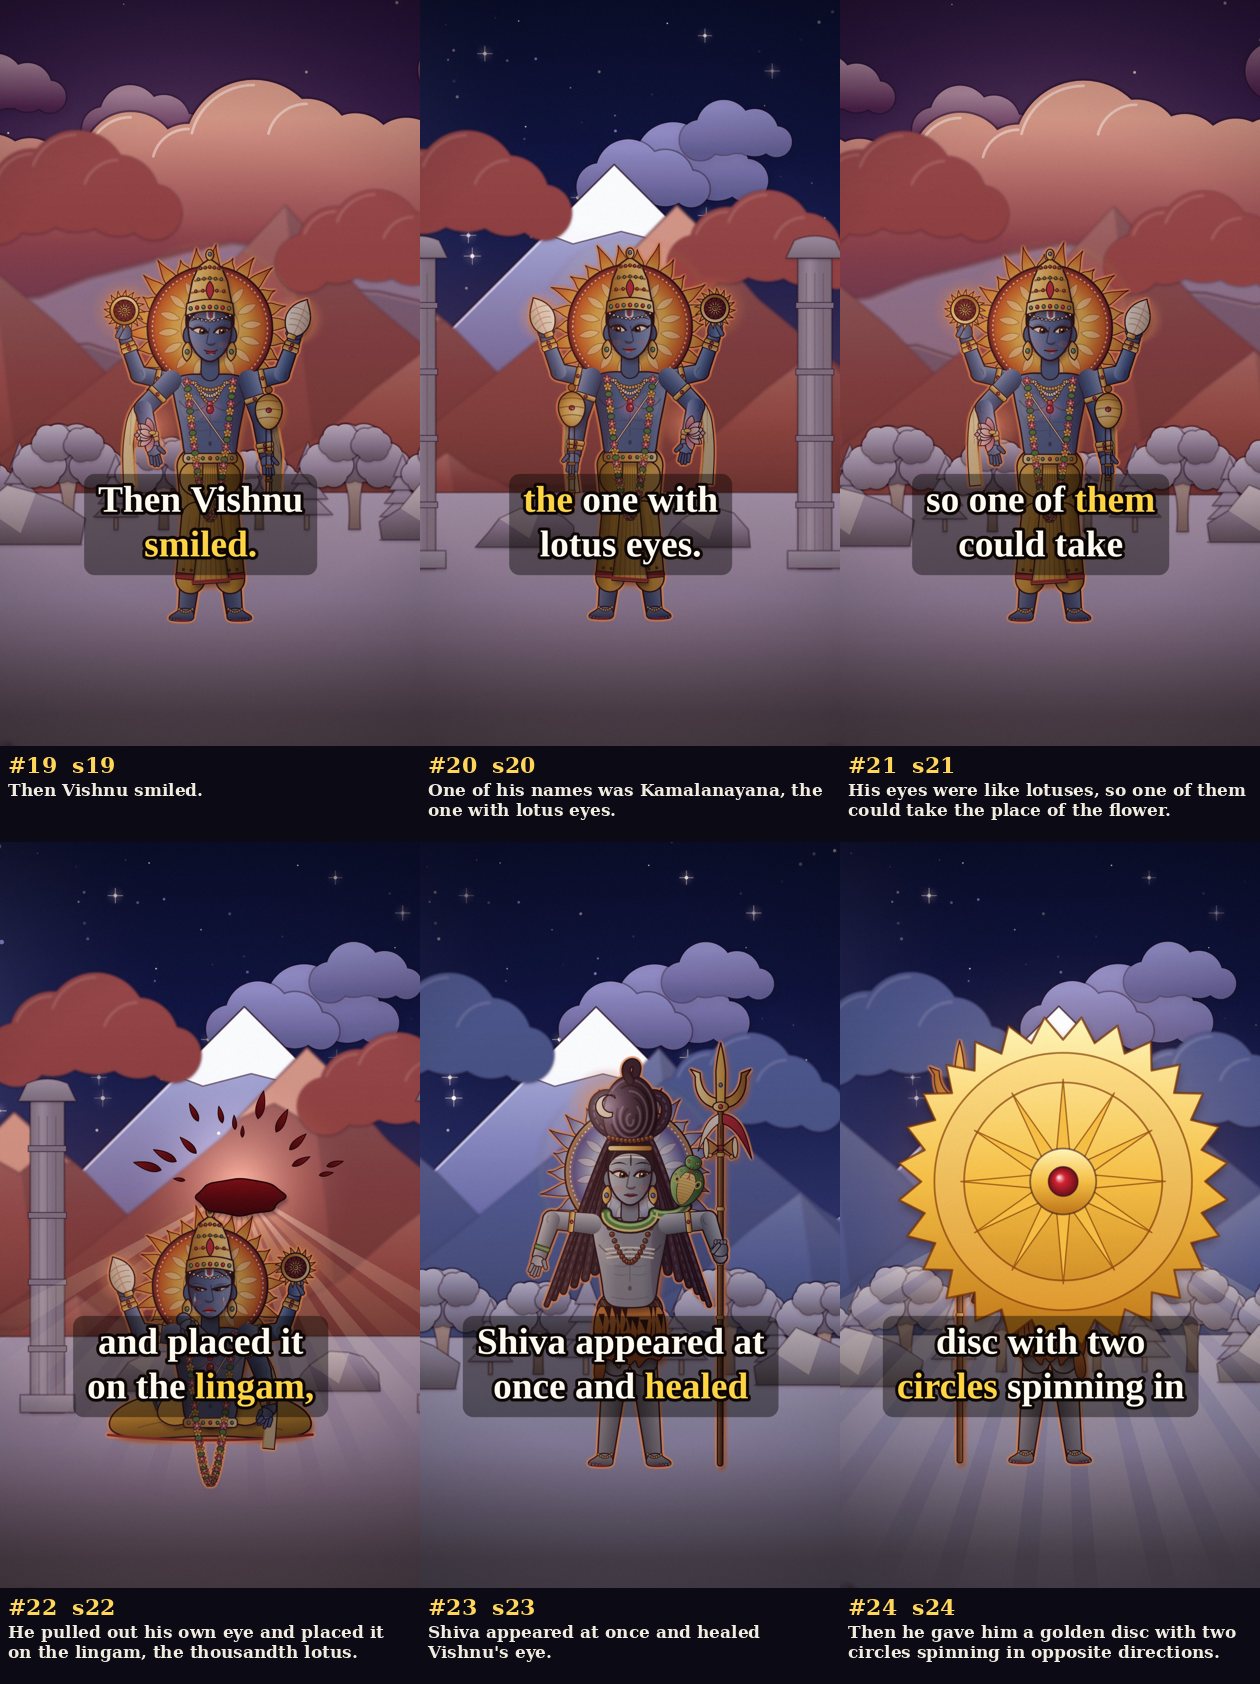 Then Vishnu
smiled.
the one with
lotus eyes.
so one of them
could take
#19 s19
Then Vishnu smiled.
#20 s20
One of his names was Kamalanayana, the
one with lotus eyes.
#21 s21
His eyes were like lotuses, so one of them
could take the place of the flower.
and placed it
on the lingam,
Shiva appeared at
once and healed
disc with two
circles spinning in
#22 s22
He pulled out his own eye and placed it
on the lingam, the thousandth lotus.
#23 s23
Shiva appeared at once and healed
Vishnu's eye.
#24 s24
Then he gave him a golden disc with two
circles spinning in opposite directions.